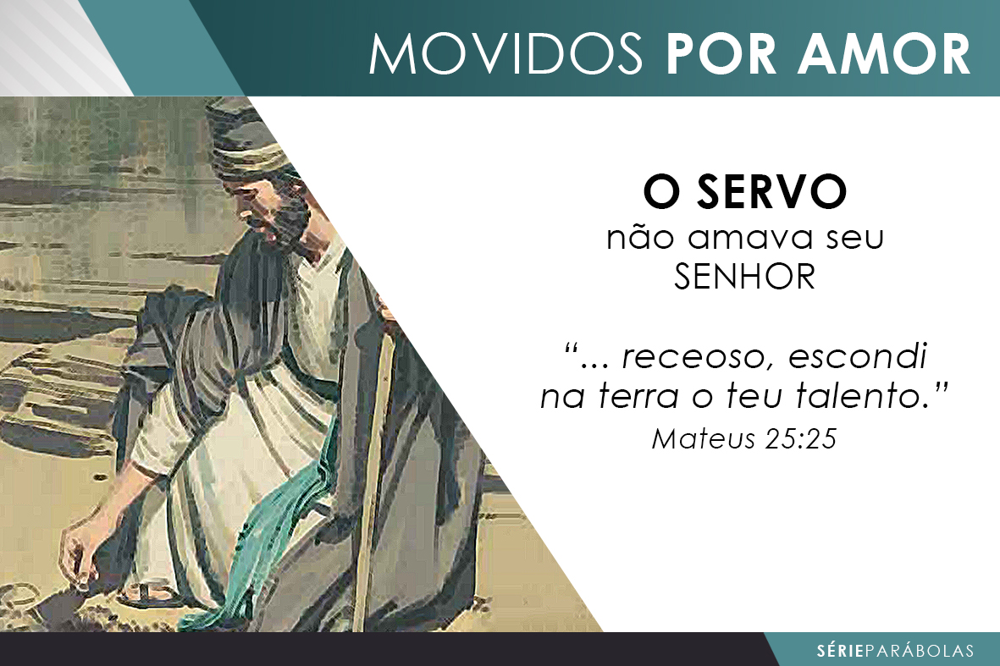 MOVIDOS POR AMOR
O SERVO
não amava seu
SENHOR
“... receoso, escondi
na terra o teu talento.”
Mateus 25:25
SÉRIEPARÁBOLAS